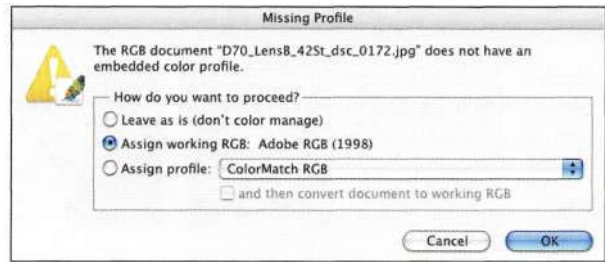 Missing Profile
The RGB document "D70_LensB_42St_dsc_0172.jpg" does not have an
embedded color profile.
How do you want to proceed?
Leave as is (don't color manage)
Assign working RGB: Adobe RGB (1998)
Assign profile: ColorMatch RGB
and then convert document to working RGB
Cancel OK